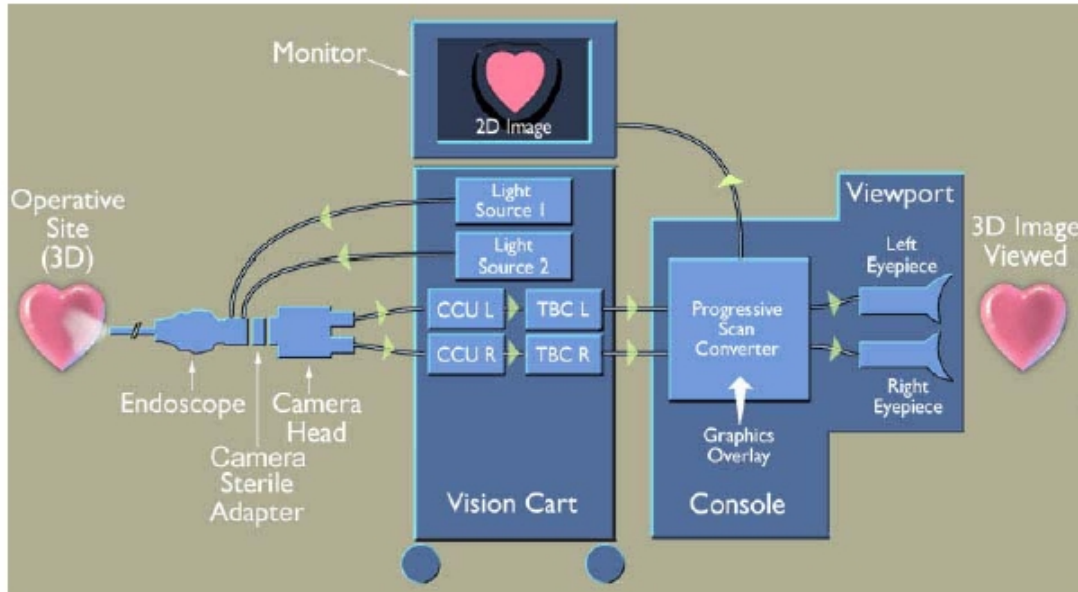 Monitor
2D Image
Operative
Site
(3D)
Light
Source 1
Light
Source 2
Viewport
Left
Eyepiece
3D Image
Viewed
CCU L
TBC L
CCU R
TBC R
Progressive
Scan
Converter
Right
Eyepiece
Endoscope
Camera
Head
Camera
Sterile
Adapter
Graphics
Overlay
Vision Cart
Console